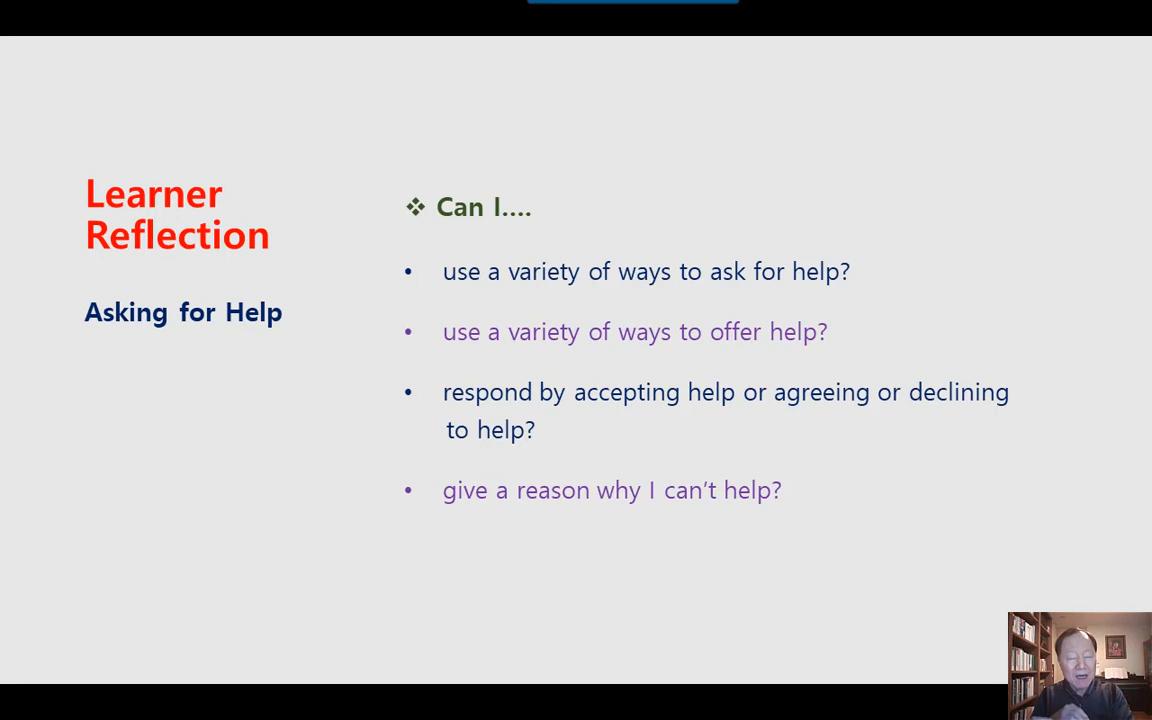 Learner
Reflection
Asking for Help
❖ Can I....
• use a variety of ways to ask for help?
• use a variety of ways to offer help?
• respond by accepting help or agreeing or declining
to help?
• give a reason why I can’t help?